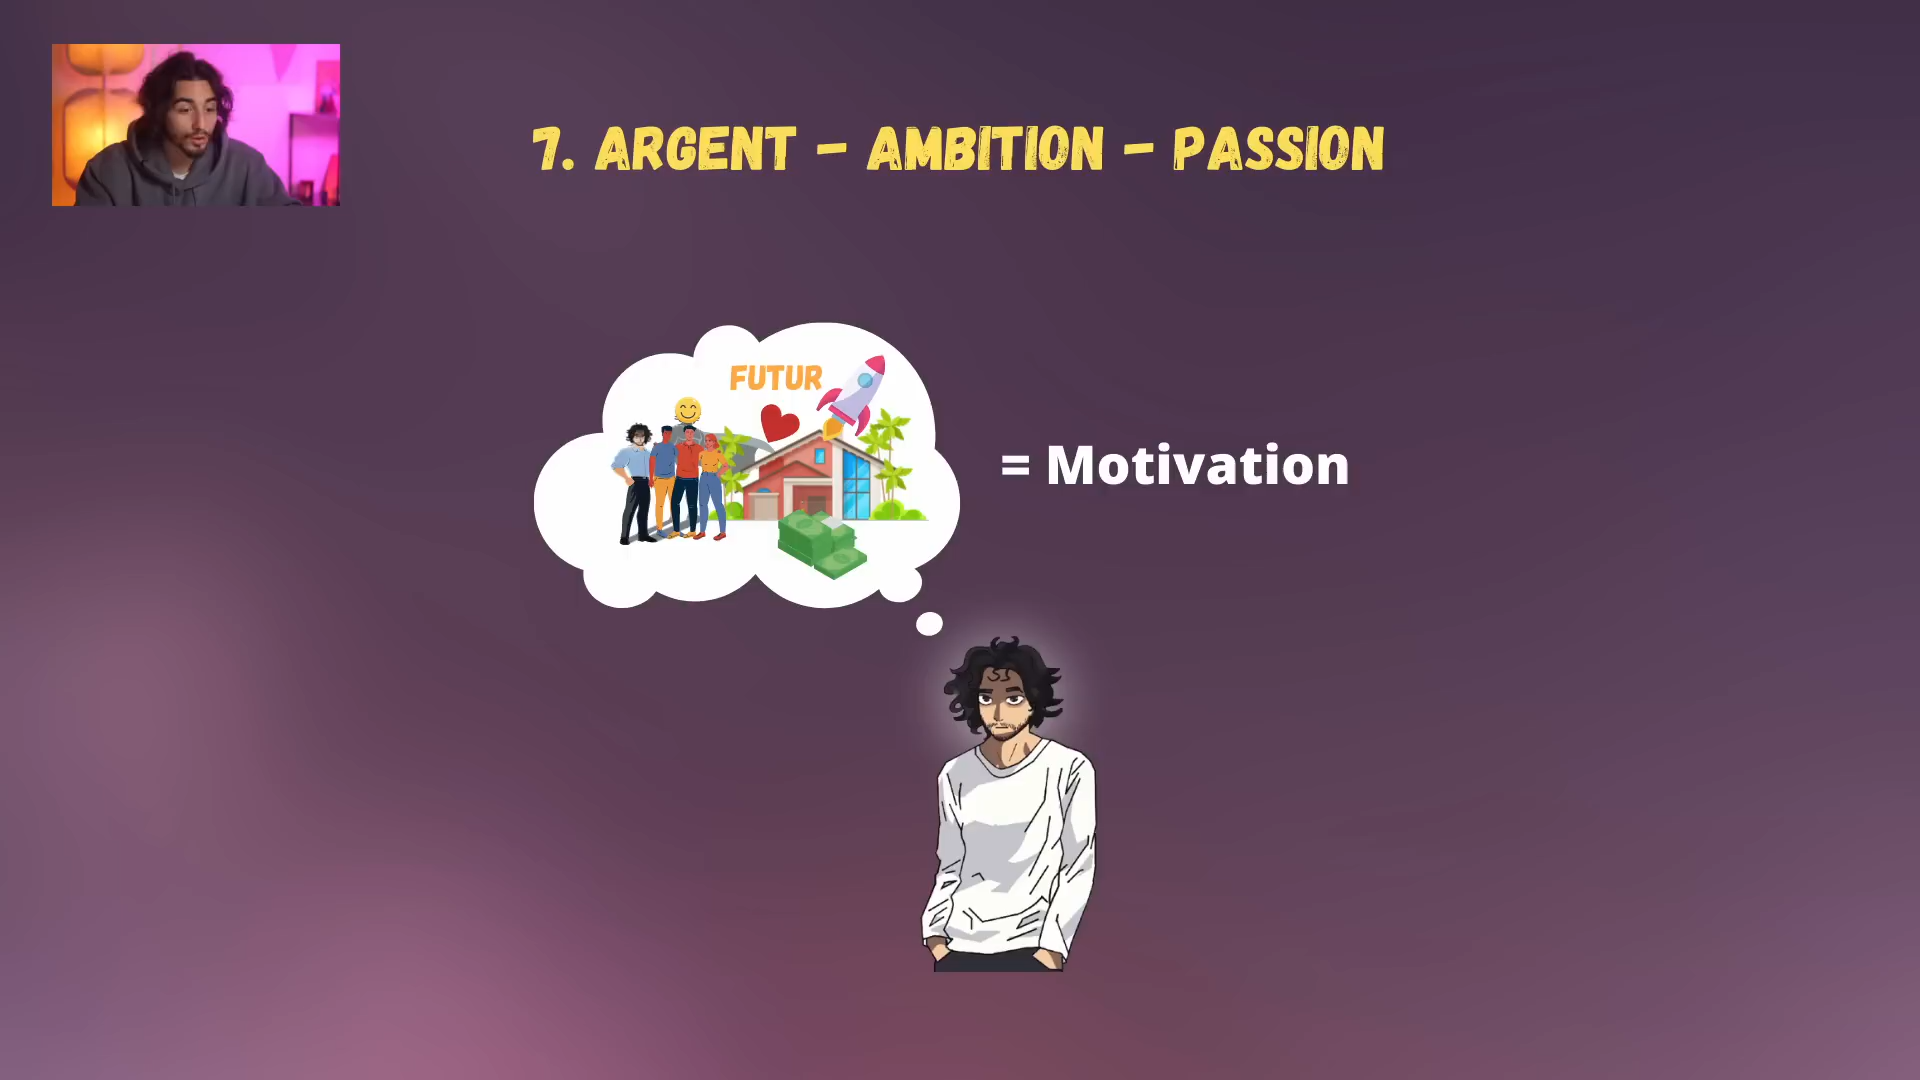 7. ARGENT - AMBITION - PASSION
FUTUR
= Motivation